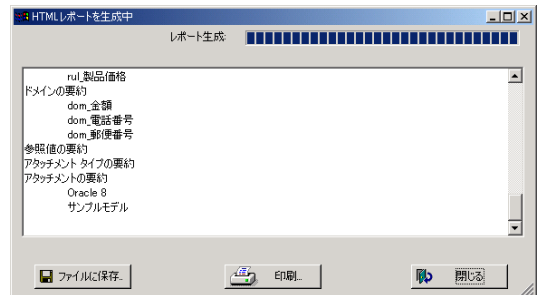 HTMLレポートを生成中
レポート生成:
rul_製品価格
ドメインの要約
dom_金額
dom_電話番号
dom_郵便番号
参照値の要約
アタッチメント タイプの要約
アタッチメントの要約
Oracle 8
サンプルモデル
ファイルに保存...
印刷...
閉じる